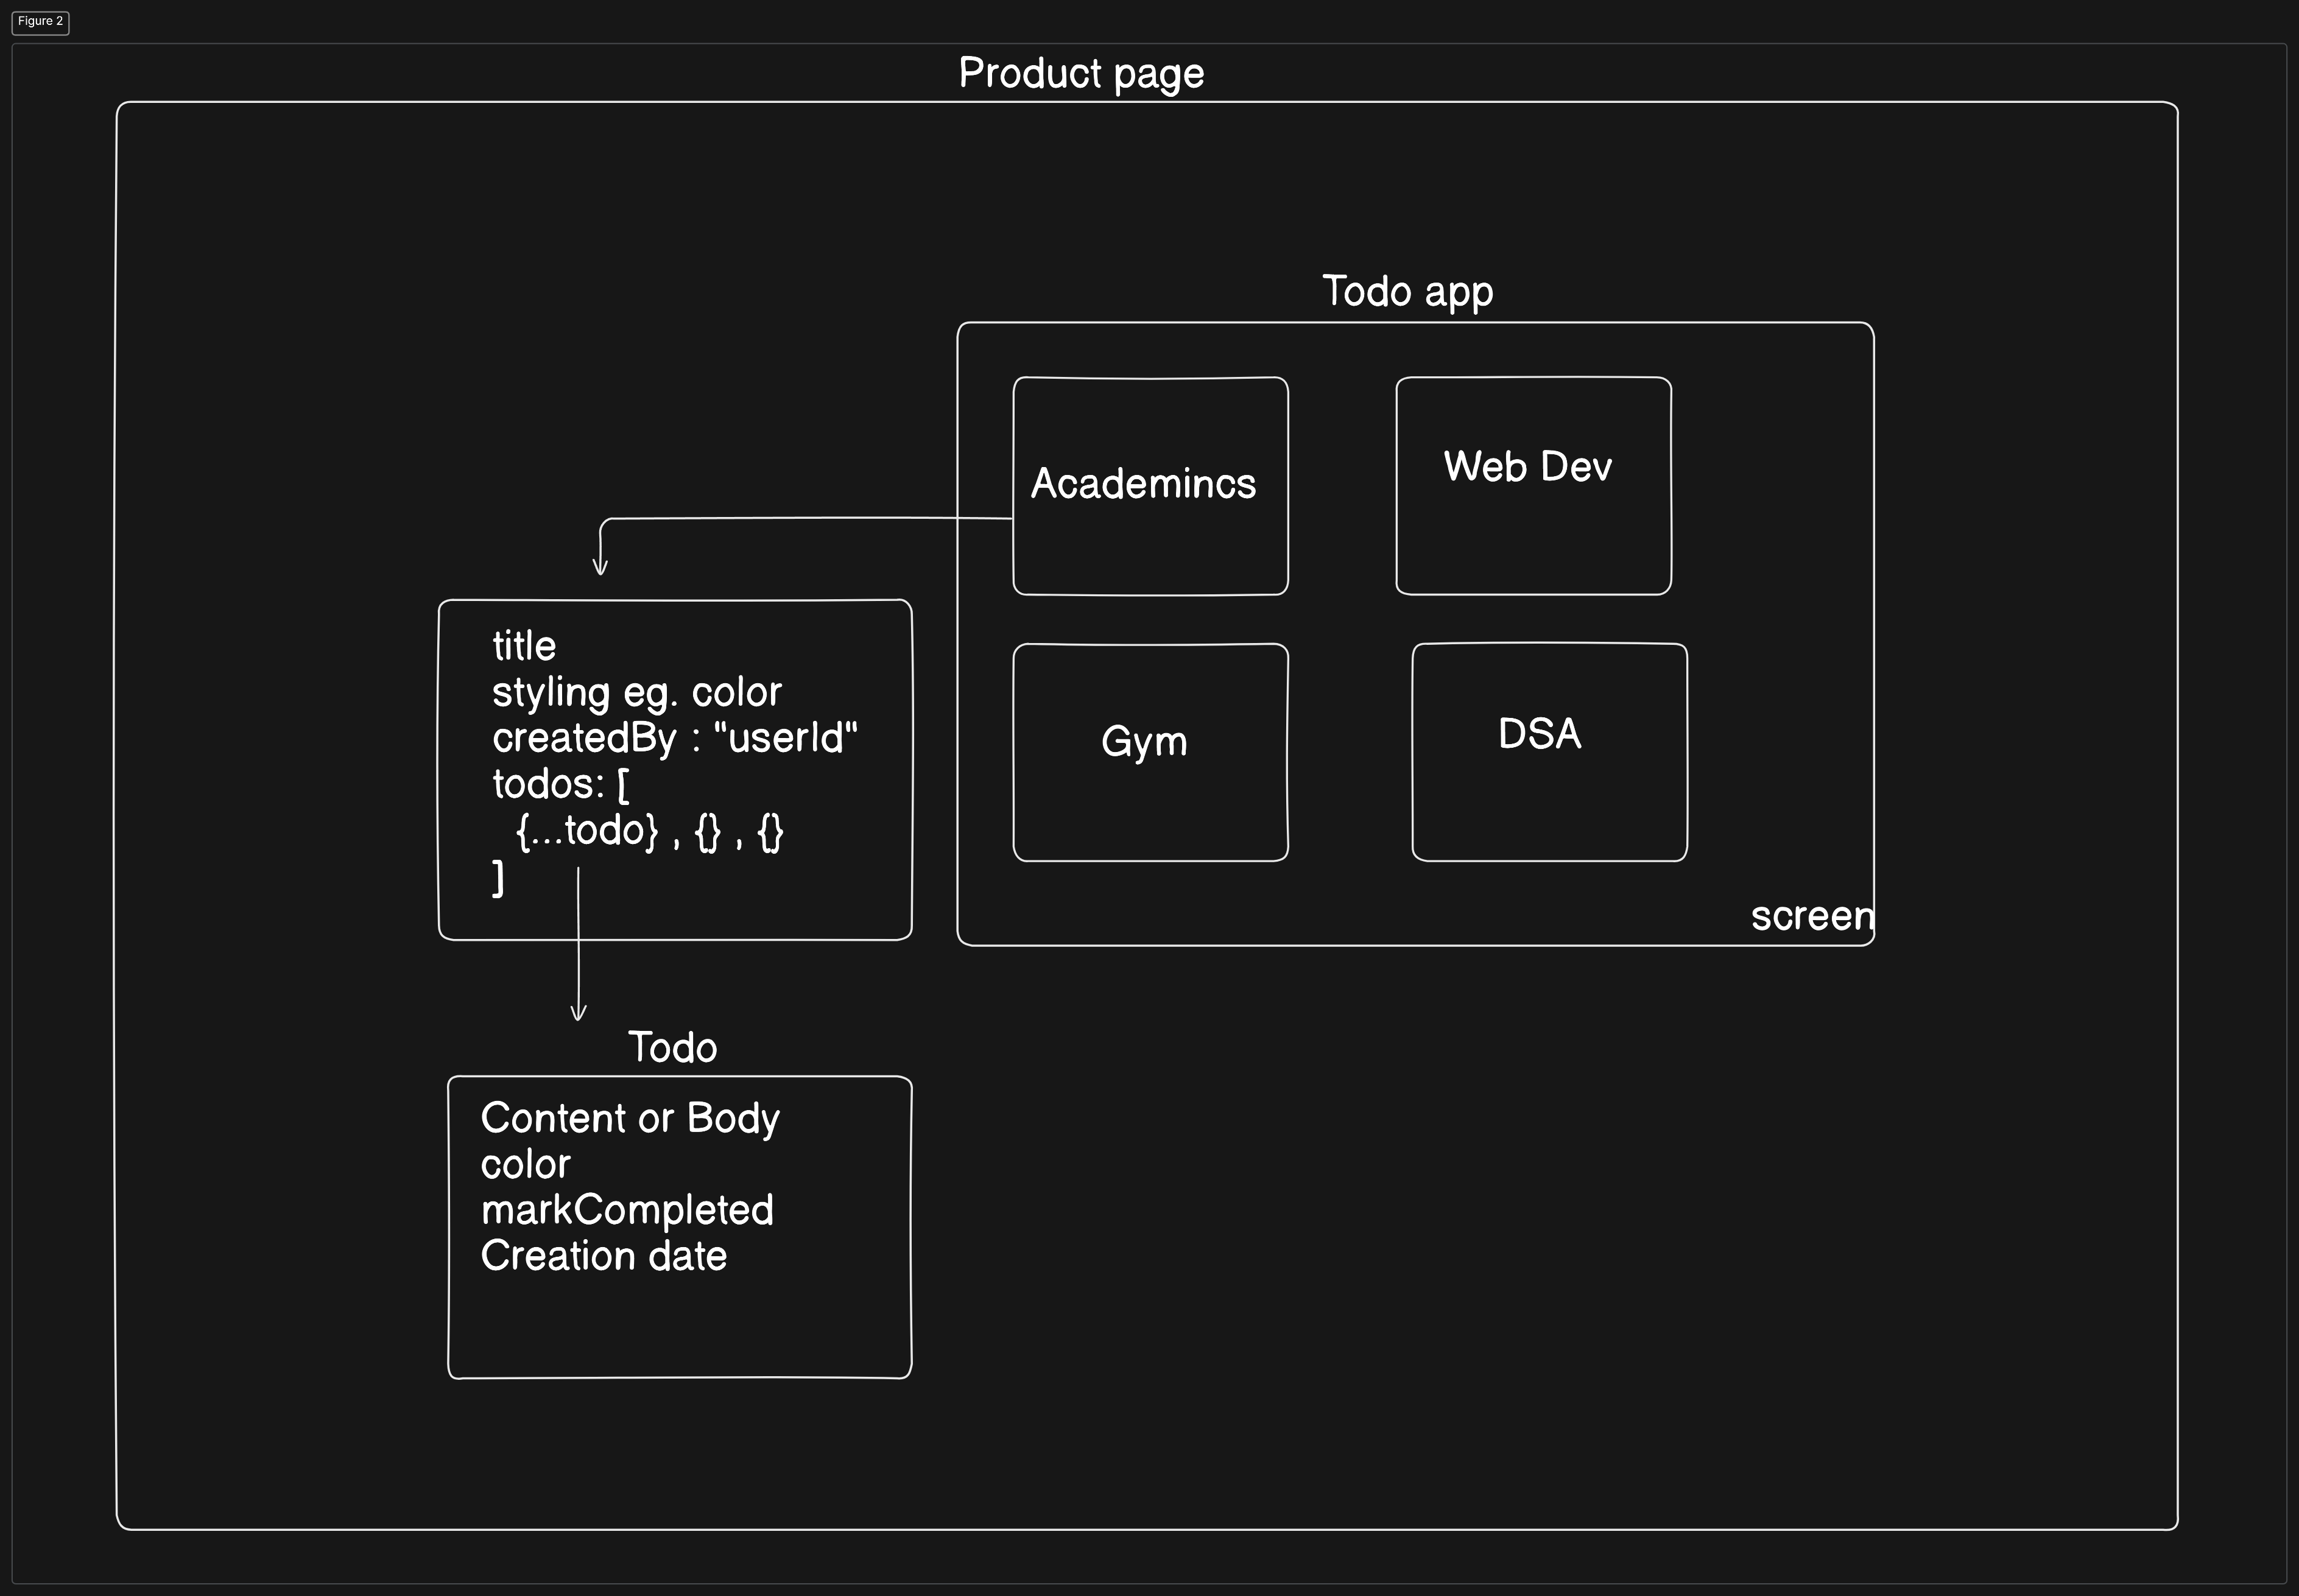 Figure 2
Product page
Todo app
Academincs
Web Dev
title
styling eg. color
createdBy : "userId"
todos: [
{...todo} , {} , {}
]
Gym
DSA
screen
Todo
Content or Body
color
markCompleted
Creation date